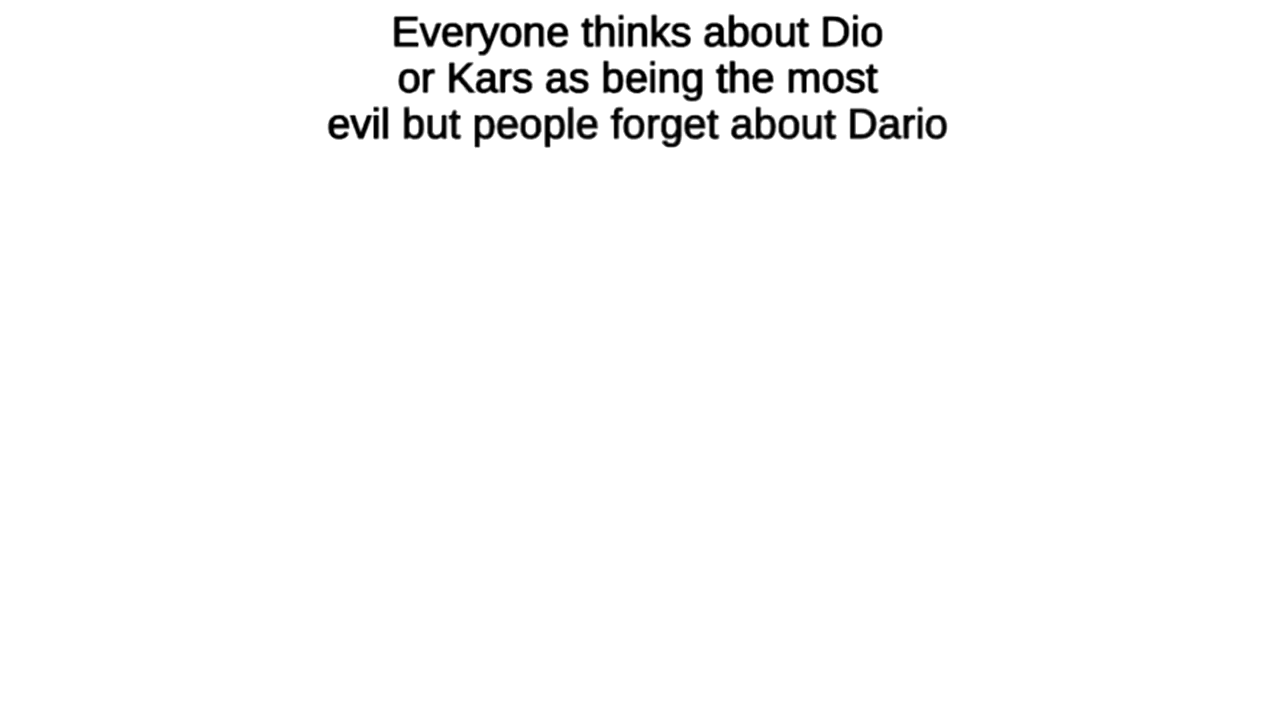 Everyone thinks about Dio
or Kars as being the most
evil but people forget about Dario